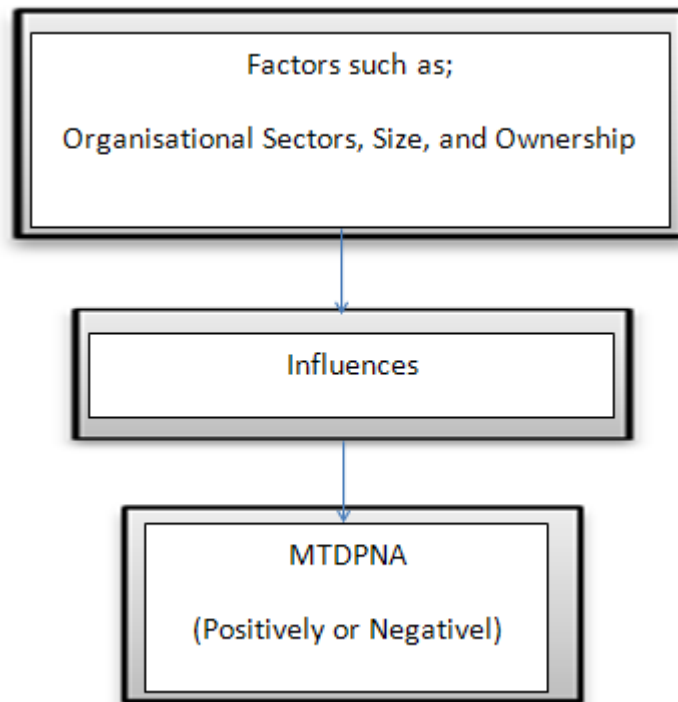 Factors such as;
Organisational Sectors, Size, and Ownership
Influences
MTDPNA
(Positively or Negativel)